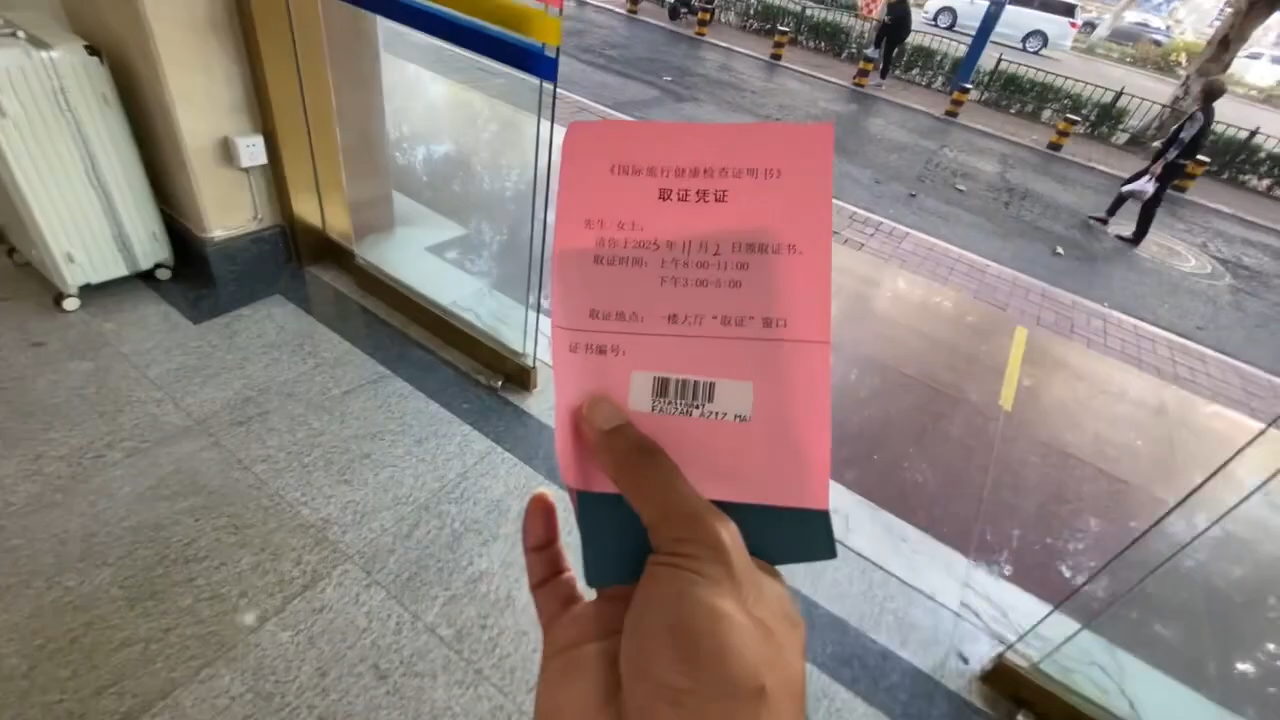 《国际旅行健康检查证明书》
取证凭证
先生/女士:
请你于2025年11月2日领取证书。
取证时间: 上午8:00-11:00
下午3:00-5:00
取证地点: 一楼大厅“取证”窗口
证书编号:
FAUZAN AZIZ MA